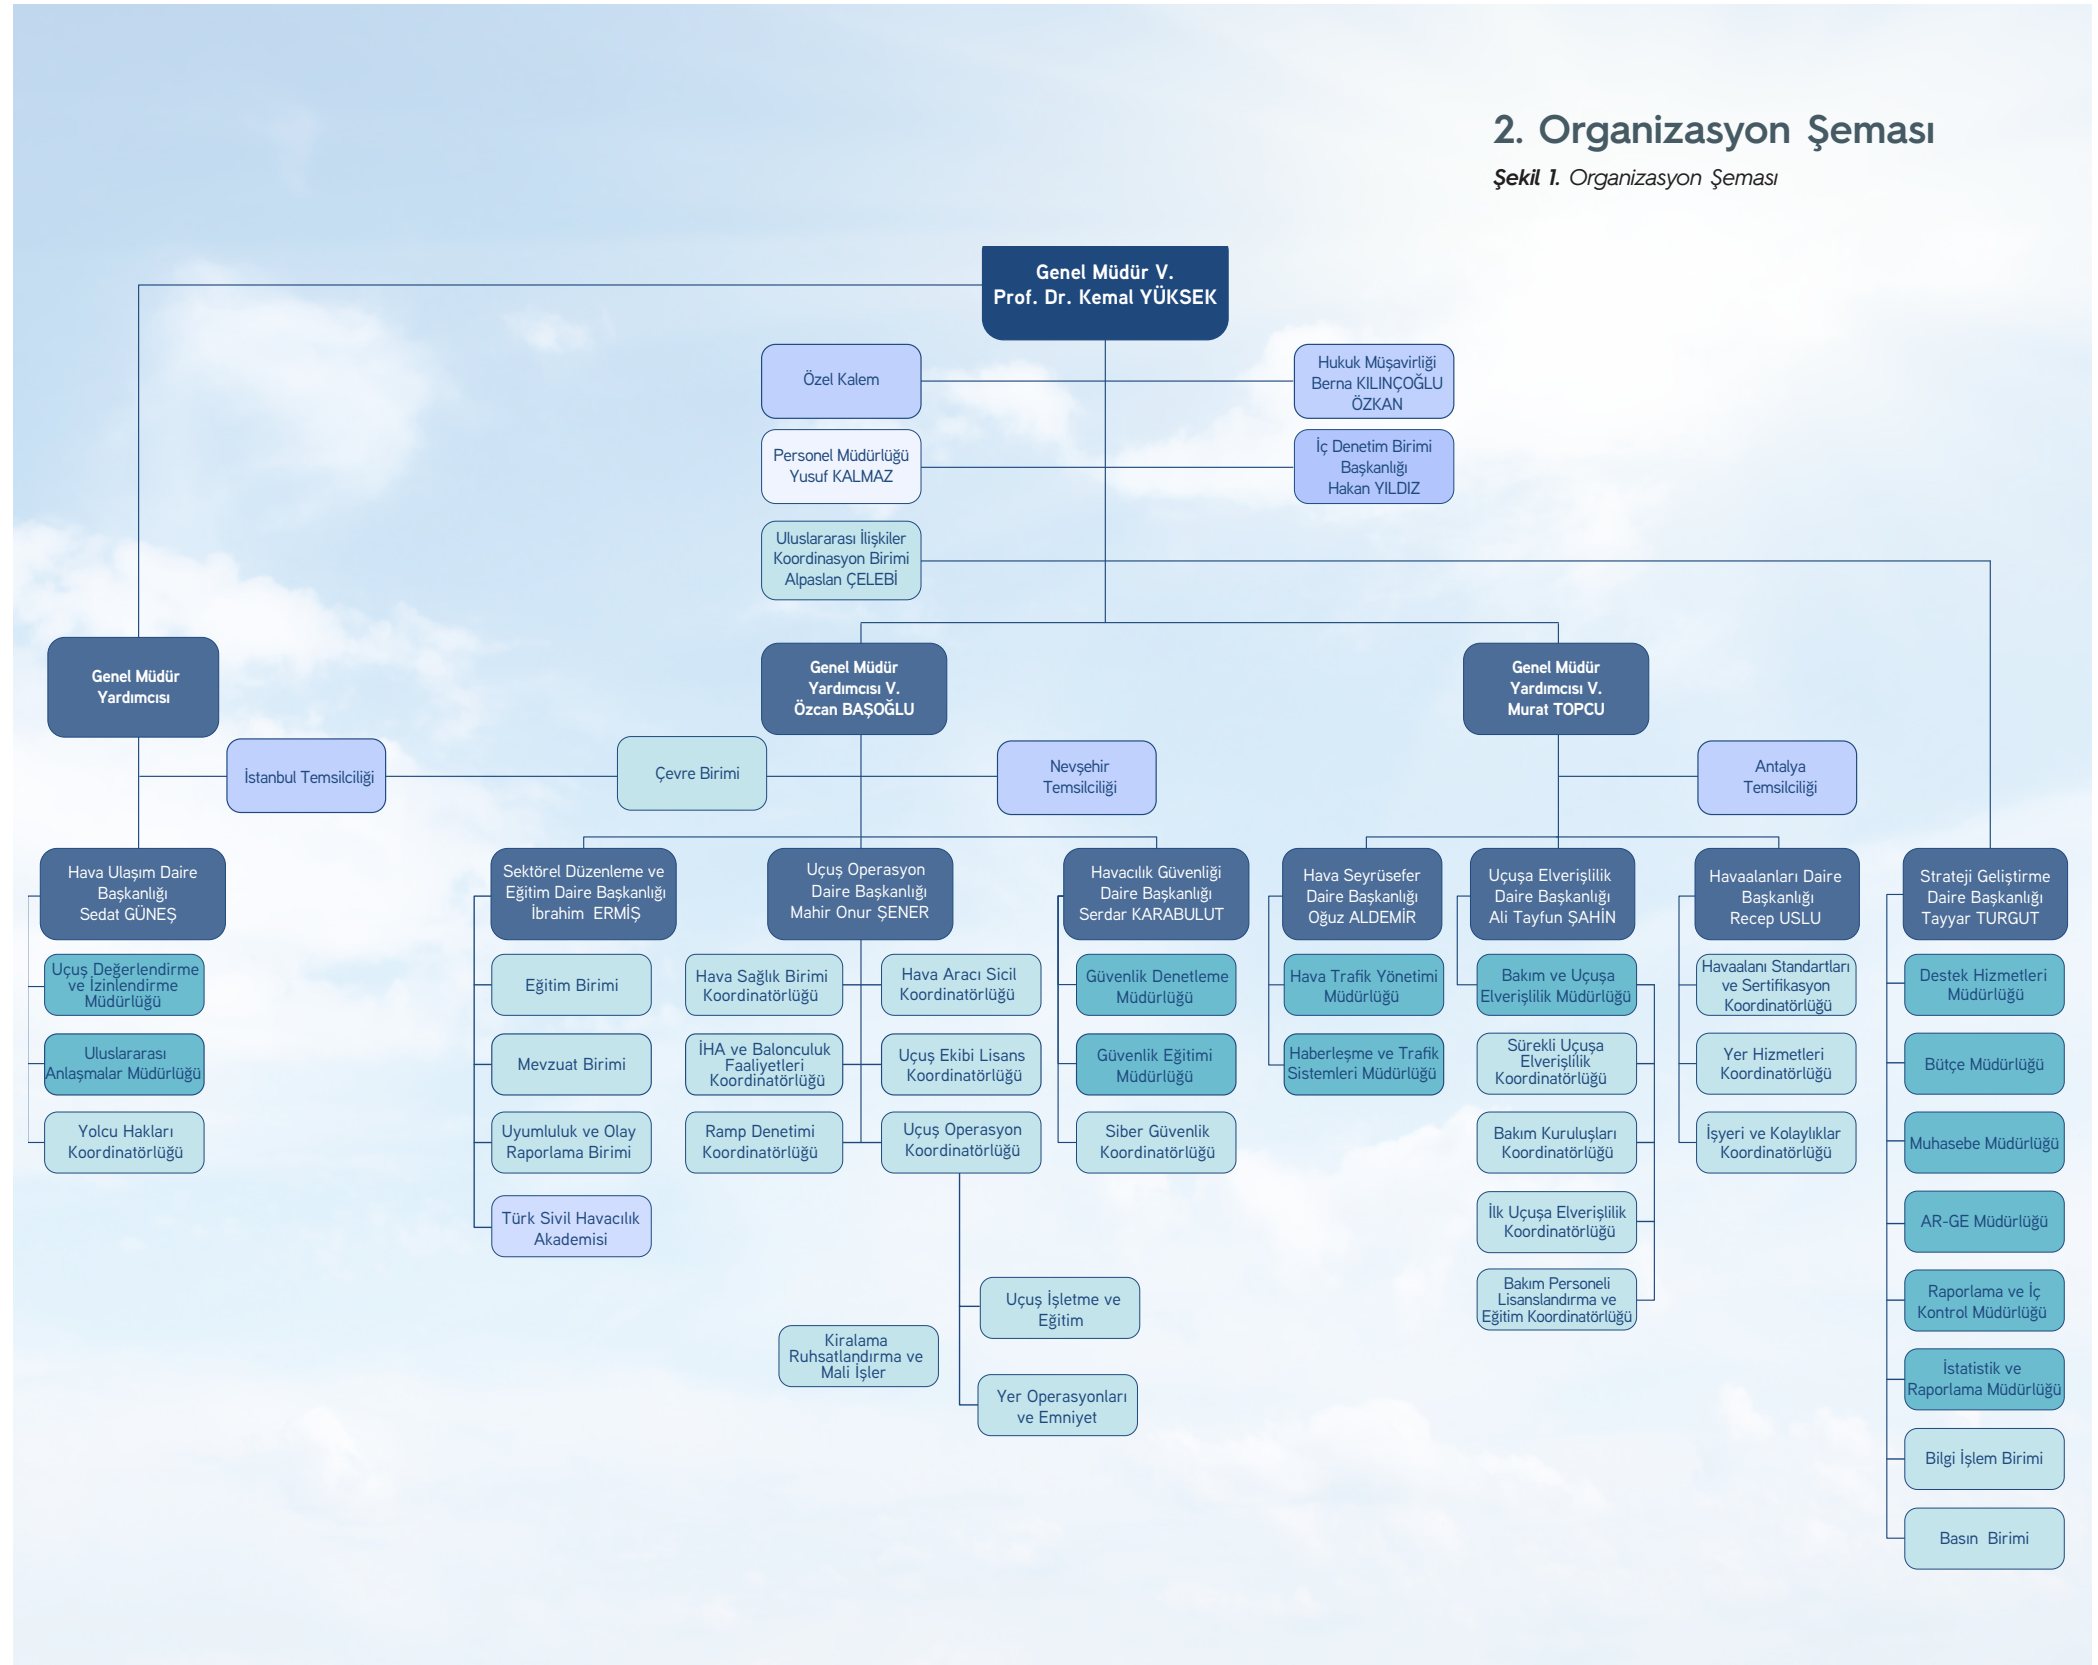 2. Organizasyon Şeması
Şekil 1. Organizasyon Şeması
Genel Müdür V.
Prof. Dr. Kemal YÜKSEK
Özel Kalem
Hukuk Müşavirliği
Berna KILINÇOĞLU
ÖZKAN
Personel Müdürlüğü
Yusuf KALMAZ
İç Denetim Birimi
Başkanlığı
Hakan YILDIZ
Uluslararası İlişkiler
Koordinasyon Birimi
Alpaslan ÇELEBİ
Genel Müdür
Yardımcısı
Genel Müdür
Yardımcısı V.
Özcan BAŞOĞLU
Genel Müdür
Yardımcısı V.
Murat TOPCU
İstanbul Temsilciliği
Çevre Birimi
Nevşehir
Temsilciliği
Antalya
Temsilciliği
Hava Ulaşım Daire
Başkanlığı
Sedat GÜNEŞ
Uçuş Değerlendirme
ve İzinlendirme
Müdürlüğü
Uluslararası
Anlaşmalar Müdürlüğü
Yolcu Hakları
Koordinatörlüğü
Sektörel Düzenleme ve
Eğitim Daire Başkanlığı
İbrahim ERMİŞ
Eğitim Birimi
Mevzuat Birimi
Uyumluluk ve Olay
Raporlama Birimi
Türk Sivil Havacılık
Akademisi
Uçuş Operasyon
Daire Başkanlığı
Mahir Onur ŞENER
Hava Sağlık Birimi
Koordinatörlüğü
Hava Aracı Sicil
Koordinatörlüğü
İHA ve Balonculuk
Faaliyetleri
Koordinatörlüğü
Uçuş Ekibi Lisans
Koordinatörlüğü
Ramp Denetimi
Koordinatörlüğü
Uçuş Operasyon
Koordinatörlüğü
Uçuş İşletme ve
Eğitim
Kiralama
Ruhsatlandırma ve
Mali İşler
Yer Operasyonları
ve Emniyet
Havacılık Güvenliği
Daire Başkanlığı
Serdar KARABULUT
Güvenlik Denetleme
Müdürlüğü
Güvenlik Eğitimi
Müdürlüğü
Siber Güvenlik
Koordinatörlüğü
Hava Seyrüsefer
Daire Başkanlığı
Oğuz ALDEMİR
Hava Trafik Yönetimi
Müdürlüğü
Haberleşme ve Trafik
Sistemleri Müdürlüğü
Uçuşa Elverişlilik
Daire Başkanlığı
Ali Tayfun ŞAHİN
Bakım ve Uçuşa
Elverişlilik Müdürlüğü
Sürekli Uçuşa
Elverişlilik
Koordinatörlüğü
Bakım Kuruluşları
Koordinatörlüğü
İlk Uçuşa Elverişlilik
Koordinatörlüğü
Bakım Personeli
Lisanslandırma ve
Eğitim Koordinatörlüğü
Havaalanları Daire
Başkanlığı
Recep USLU
Havaalanı Standartları
ve Sertifikasyon
Koordinatörlüğü
Yer Hizmetleri
Koordinatörlüğü
İşyeri ve Kolaylıklar
Koordinatörlüğü
Strateji Geliştirme
Daire Başkanlığı
Tayyar TURGUT
Destek Hizmetleri
Müdürlüğü
Bütçe Müdürlüğü
Muhasebe Müdürlüğü
AR-GE Müdürlüğü
Raporlama ve İç
Kontrol Müdürlüğü
İstatistik ve
Raporlama Müdürlüğü
Bilgi İşlem Birimi
Basın Birimi